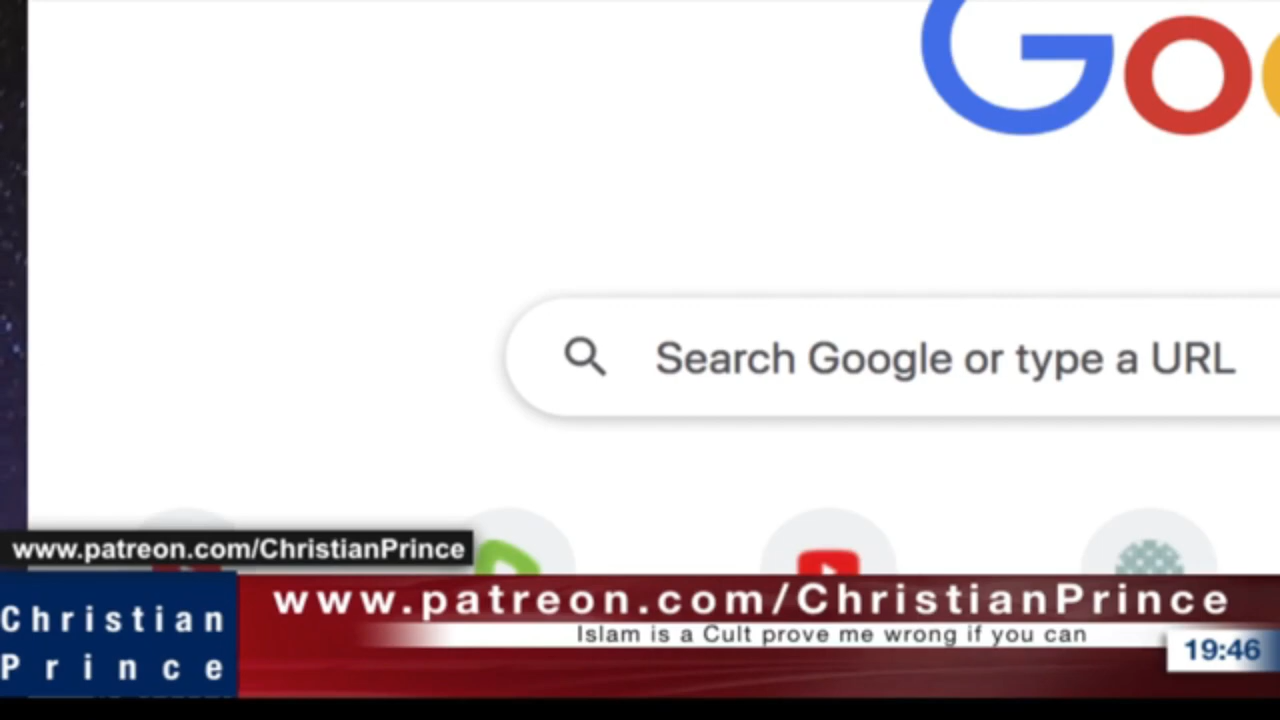 Goo
Search Google or type a URL
www.patreon.com/ChristianPrince
www.patreon.com/ChristianPrince
Islam is a Cult prove me wrong if you can
Christian
Prince
19:46